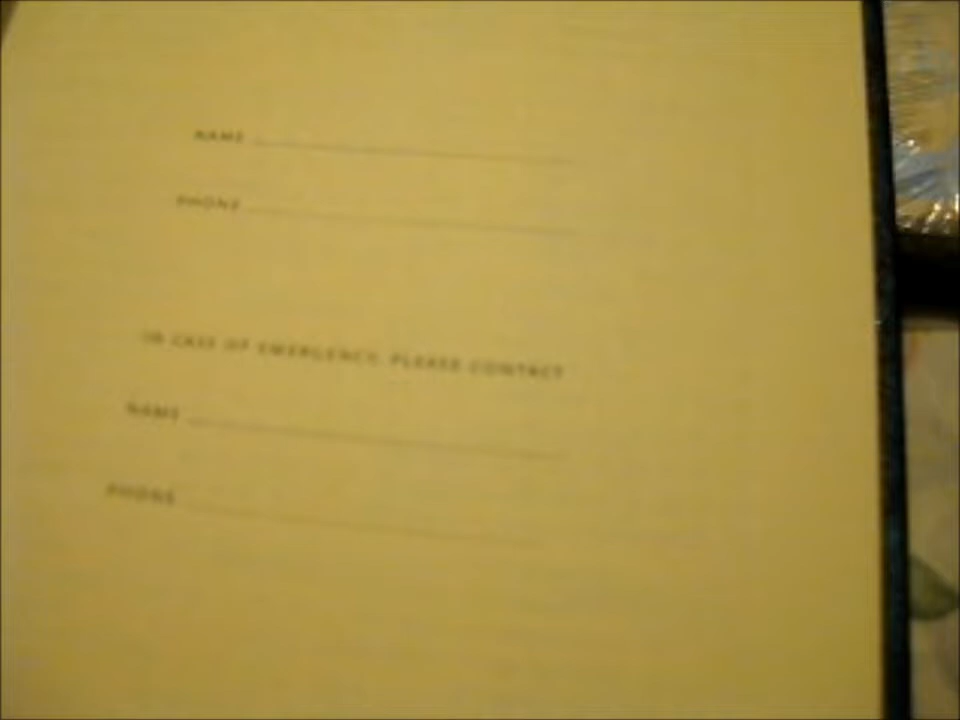 NAME
PHONE
IN CASE OF EMERGENCY, PLEASE CONTACT
NAME
PHONE